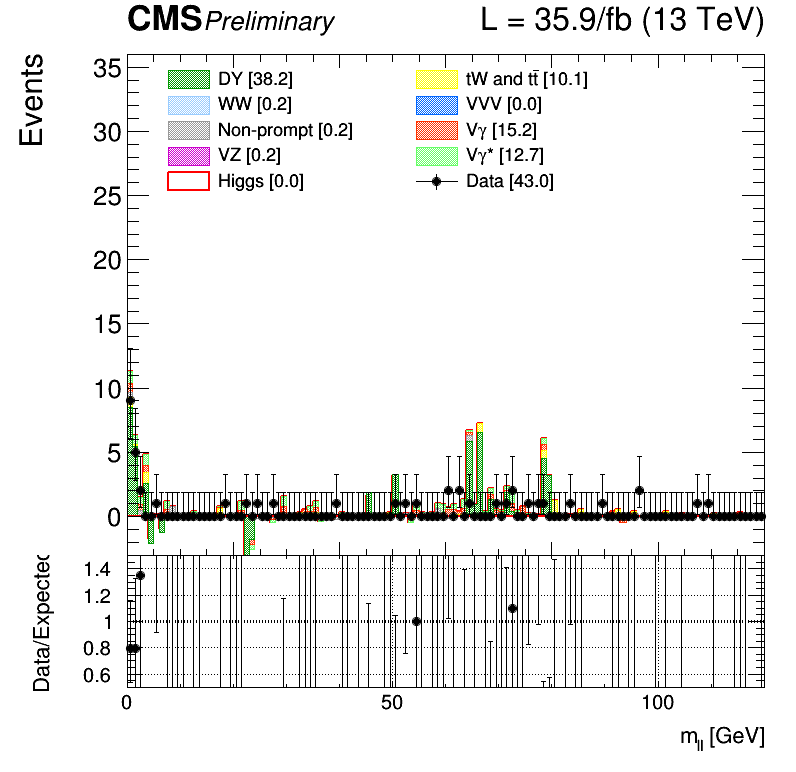 CMS Preliminary L = 35.9/fb (13 TeV)
Events
35
30
25
20
15
10
5
0
DY [38.2]
WW [0.2]
Non-prompt [0.2]
VZ [0.2]
Higgs [0.0]
tW and tt̄ [10.1]
VVV [0.0]
Vγ [15.2]
Vγ* [12.7]
Data [43.0]
Data/Expected
1.4
1.2
1
0.8
0.6
0 50 100
m_ll [GeV]